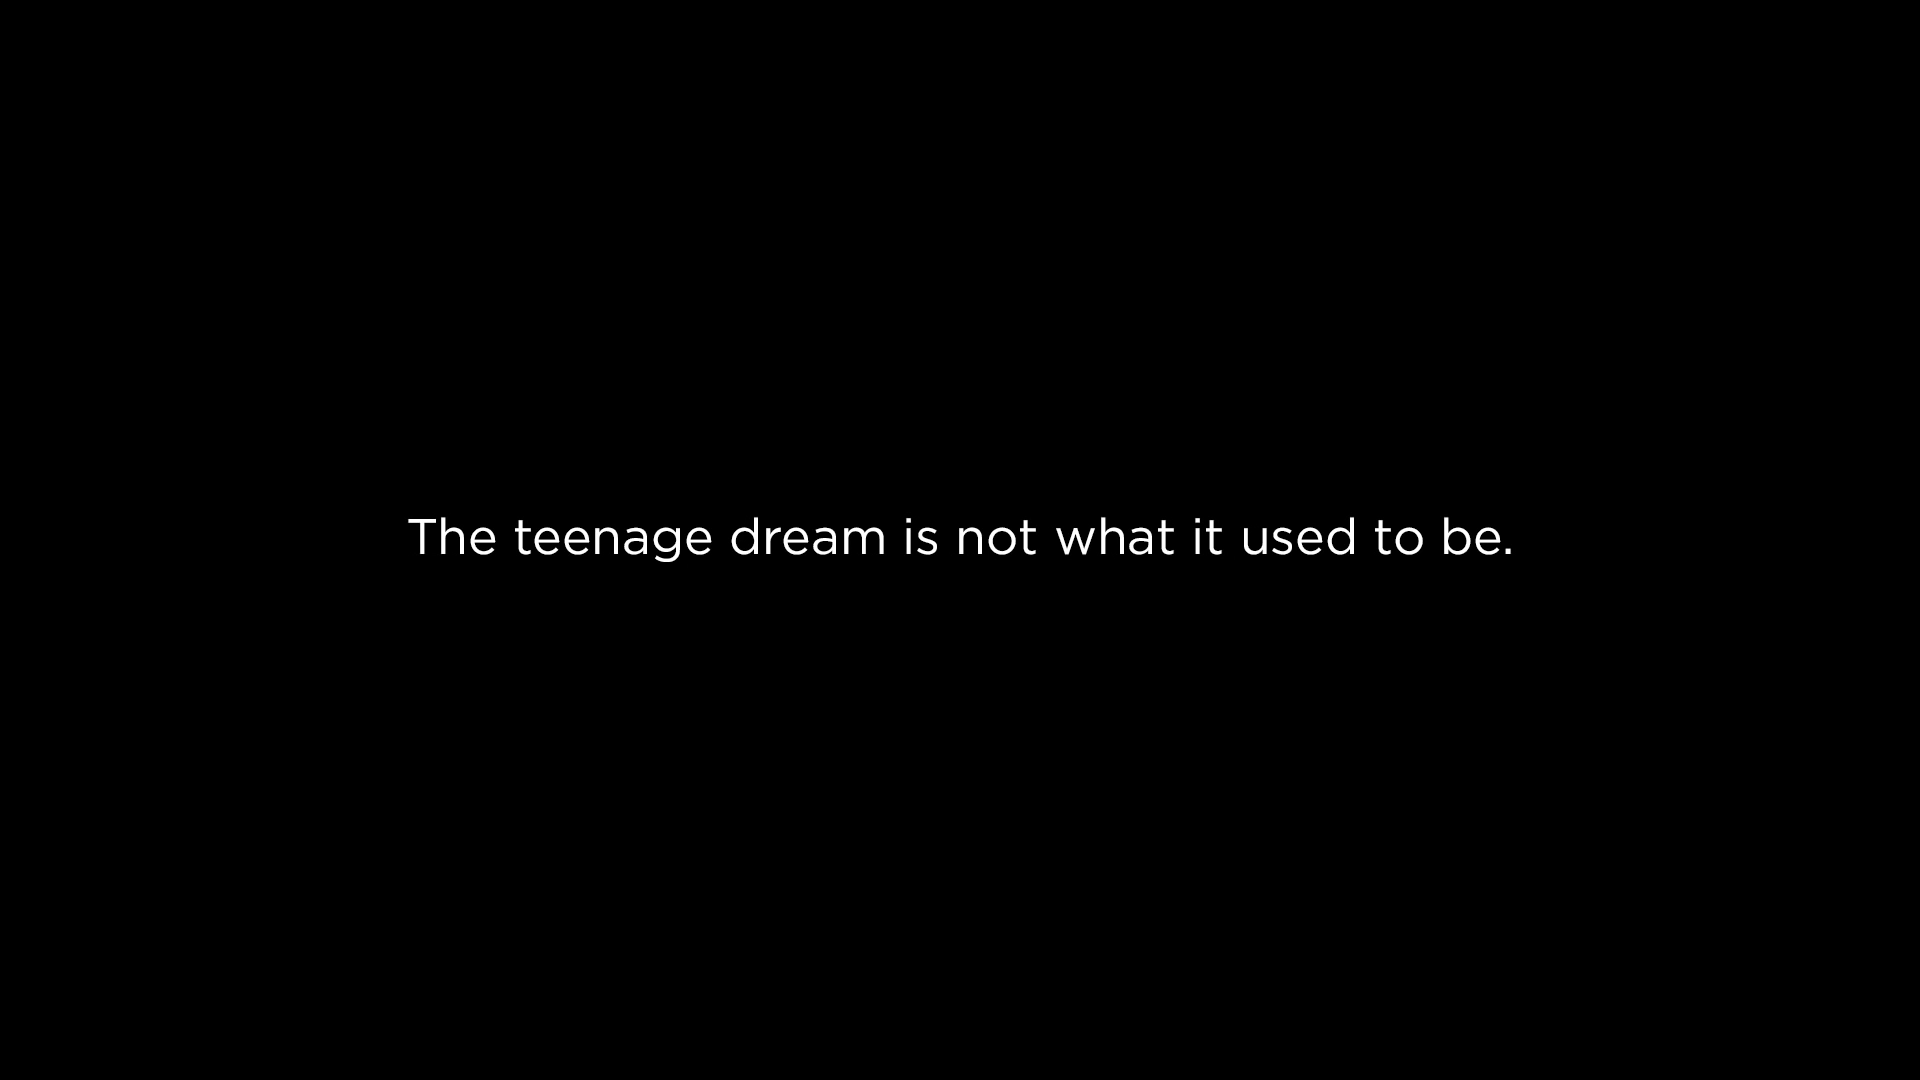 The teenage dream is not what it used to be.